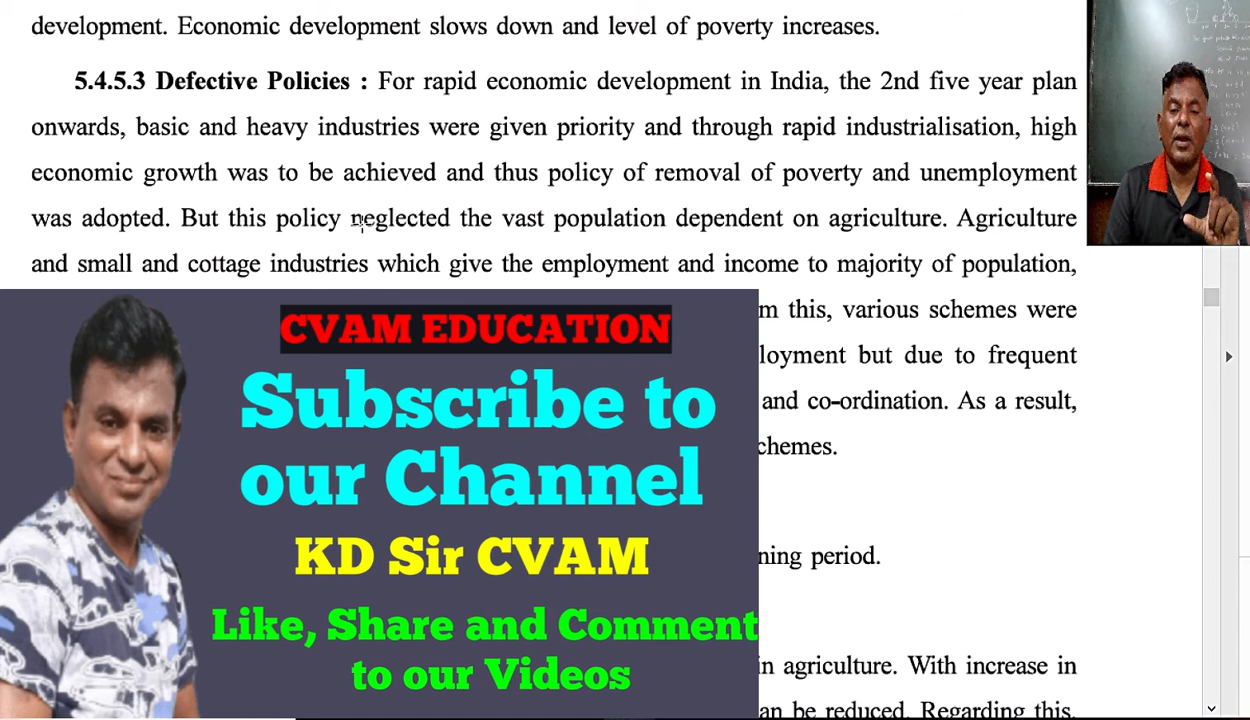 development. Economic development slows down and level of poverty increases.
5.4.5.3 Defective Policies : For rapid economic development in India, the 2nd five year plan
onwards, basic and heavy industries were given priority and through rapid industrialisation, high
economic growth was to be achieved and thus policy of removal of poverty and unemployment
was adopted. But this policy neglected the vast population dependent on agriculture. Agriculture
and small and cottage industries which give the employment and income to majority of population,
m this, various schemes were
loyment but due to frequent
and co-ordination. As a result,
chemes.
ning period.
in agriculture. With increase in
an be reduced. Regarding this,
CVAM EDUCATION
Subscribe to
our Channel
KD Sir CVAM
Like, Share and Comment
to our Videos